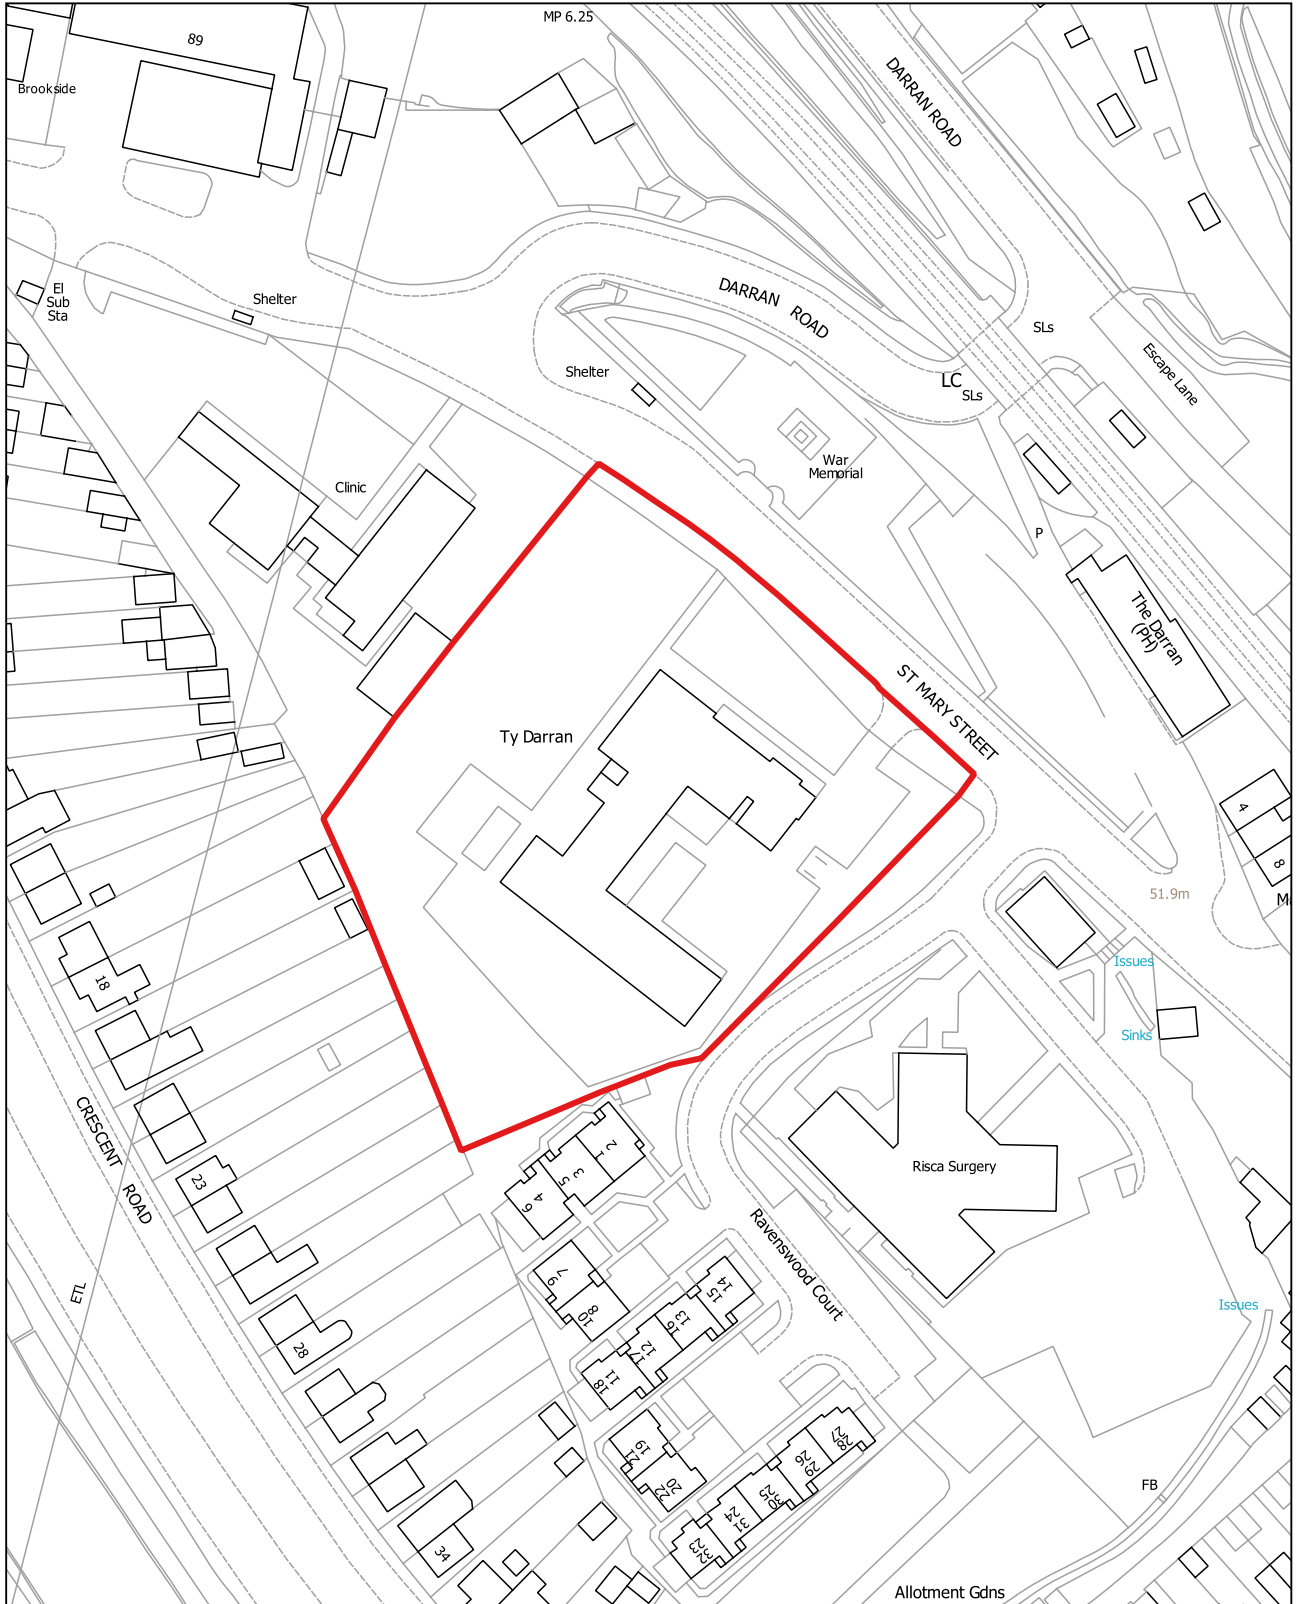 MP 6.25
89
Brookside
DARRAN ROAD
El
Sub
Sta
Shelter
DARRAN ROAD
SLs
Escape Lane
Shelter
LC
SLs
War
Memorial
Clinic
P
The Darran
(PH)
ST MARY STREET
Ty Darran
4
8
51.9m
M
Issues
18
Sinks
CRESCENT ROAD
23
2
1
3
5
4
6
Risca Surgery
Ravenswood Court
7
9
8
10
14
15
13
16
12
17
11
18
ETL
28
Issues
19
21
20
22
27
28
26
29
25
30
24
31
23
32
34
FB
Allotment Gdns